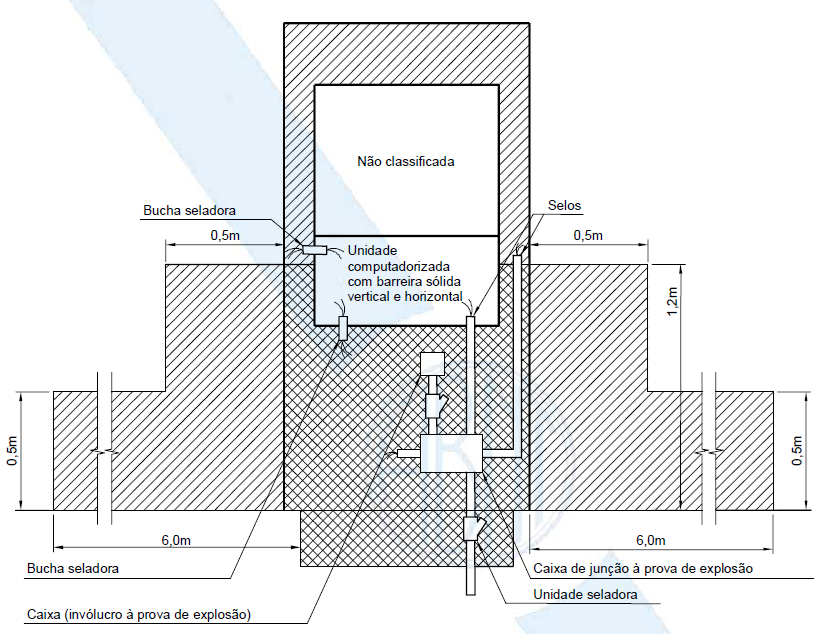 Não classificada
Selos
Bucha seladora
0,5m
0,5m
Unidade
computadorizada
com barreira sólida
vertical e horizontal
1,2m
0,5m
0,5m
6,0m
6,0m
Bucha seladora
Caixa de junção à prova de explosão
Unidade seladora
Caixa (invólucro à prova de explosão)